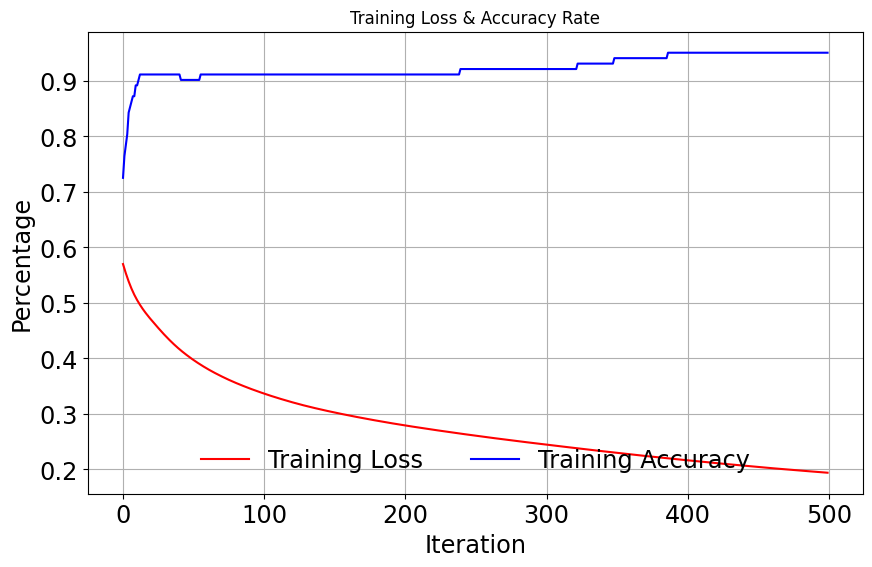 Training Loss & Accuracy Rate
Percentage
0.9
0.8
0.7
0.6
0.5
0.4
0.3
0.2
Training Loss Training Accuracy
0 100 200 300 400 500
Iteration